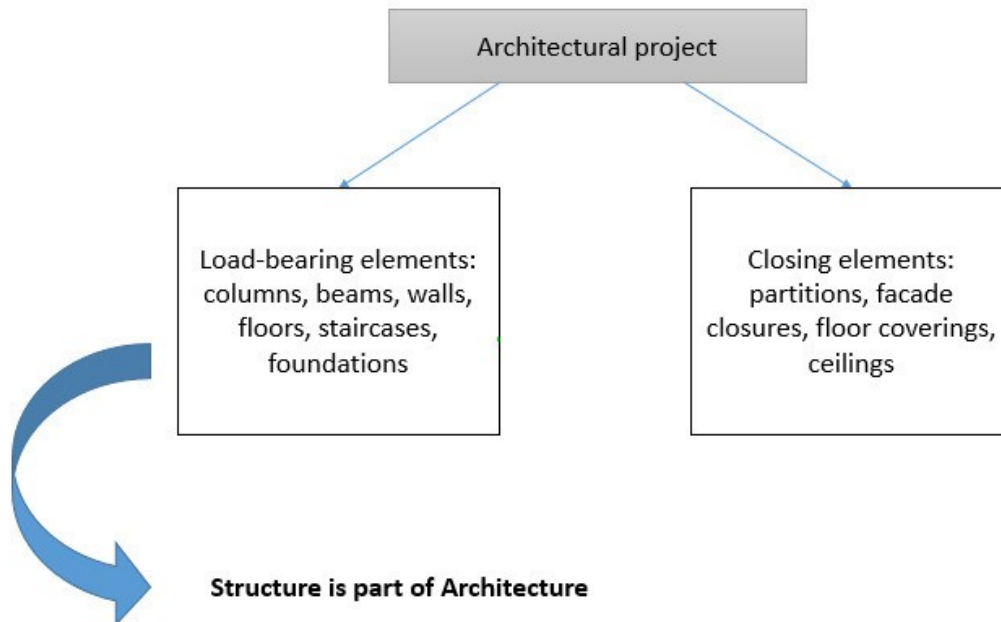 Architectural project
Load-bearing elements:
columns, beams, walls,
floors, staircases,
foundations
Closing elements:
partitions, facade
closures, floor coverings,
ceilings
Structure is part of Architecture